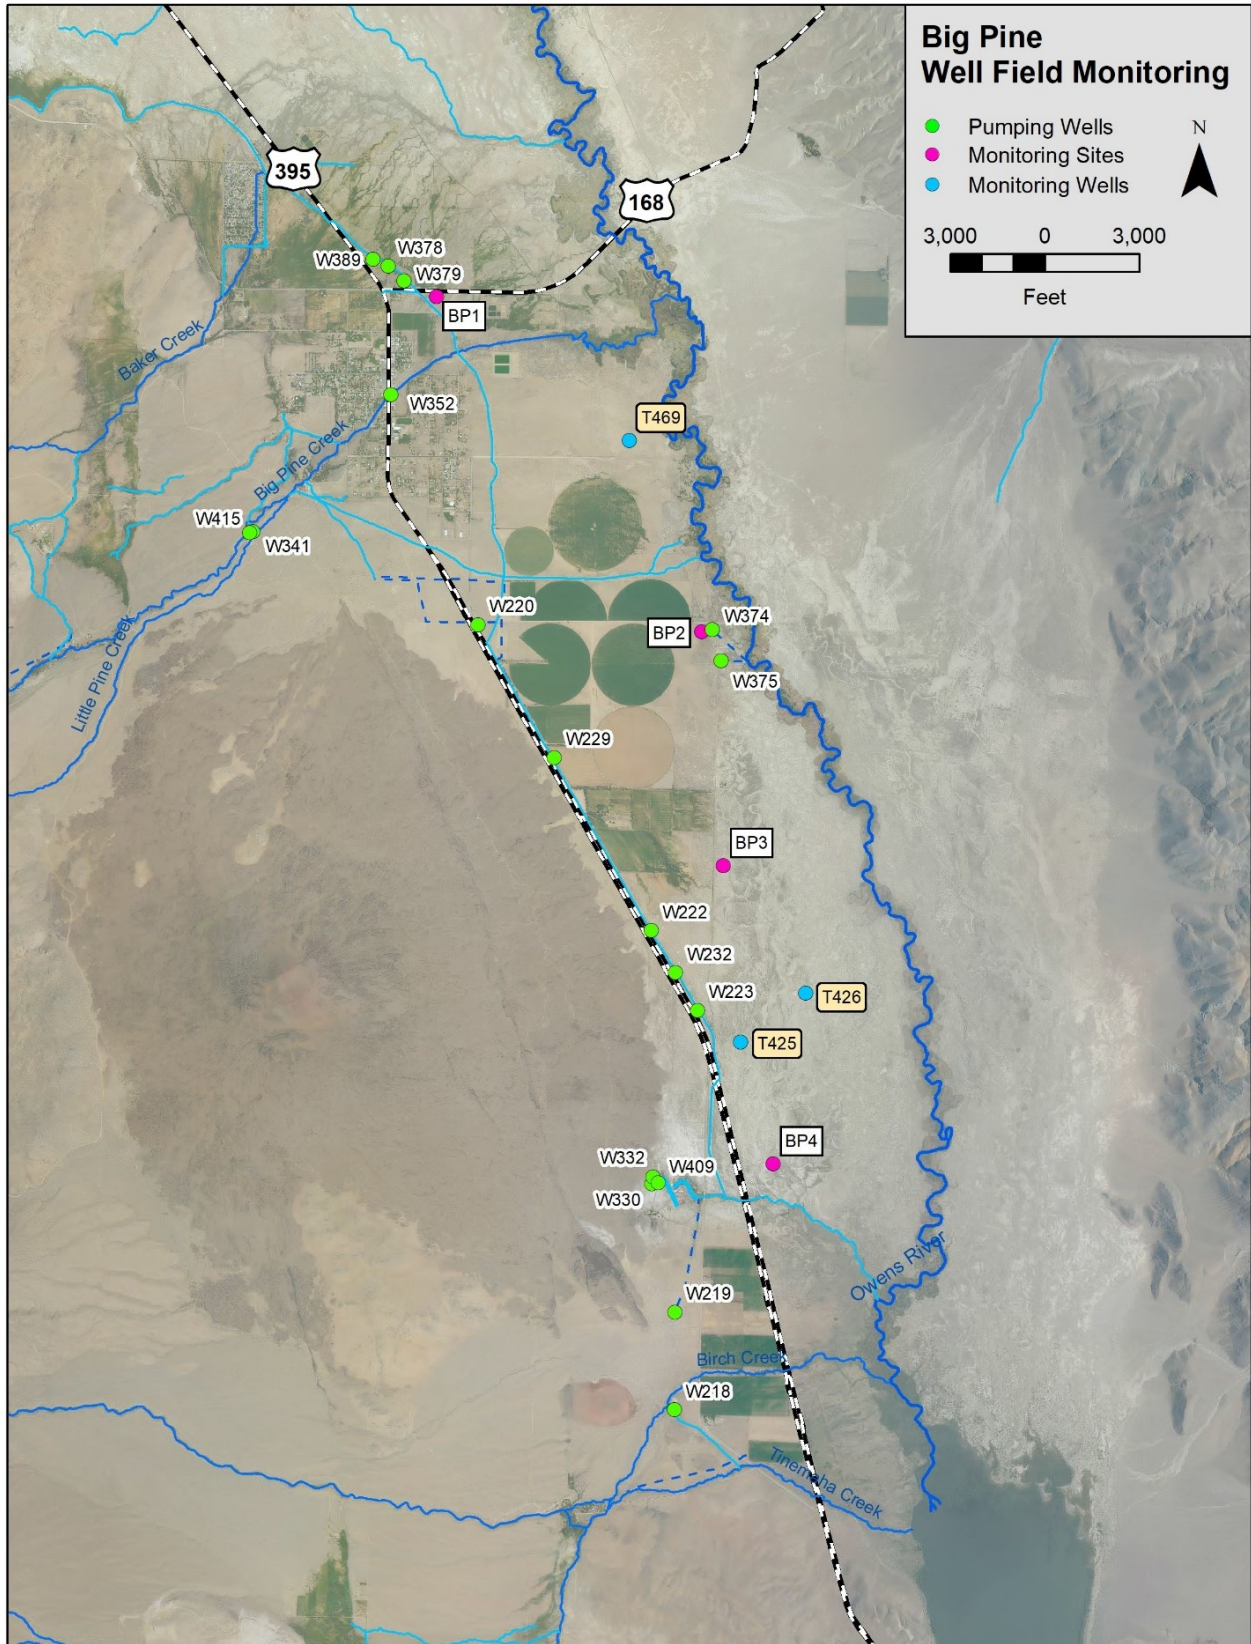 Big Pine
Well Field Monitoring
Pumping Wells
Monitoring Sites
Monitoring Wells
N
3,000 0 3,000
Feet
395
168
W389
W378
W379
BP1
Baker Creek
W352
T469
Big Pine Creek
W415
W341
W220
BP2
W374
W375
Little Pine Creek
W229
BP3
W222
W232
W223
T426
T425
BP4
W332
W409
W330
Owens River
W219
Birch Creek
W218
Tinemaha Creek